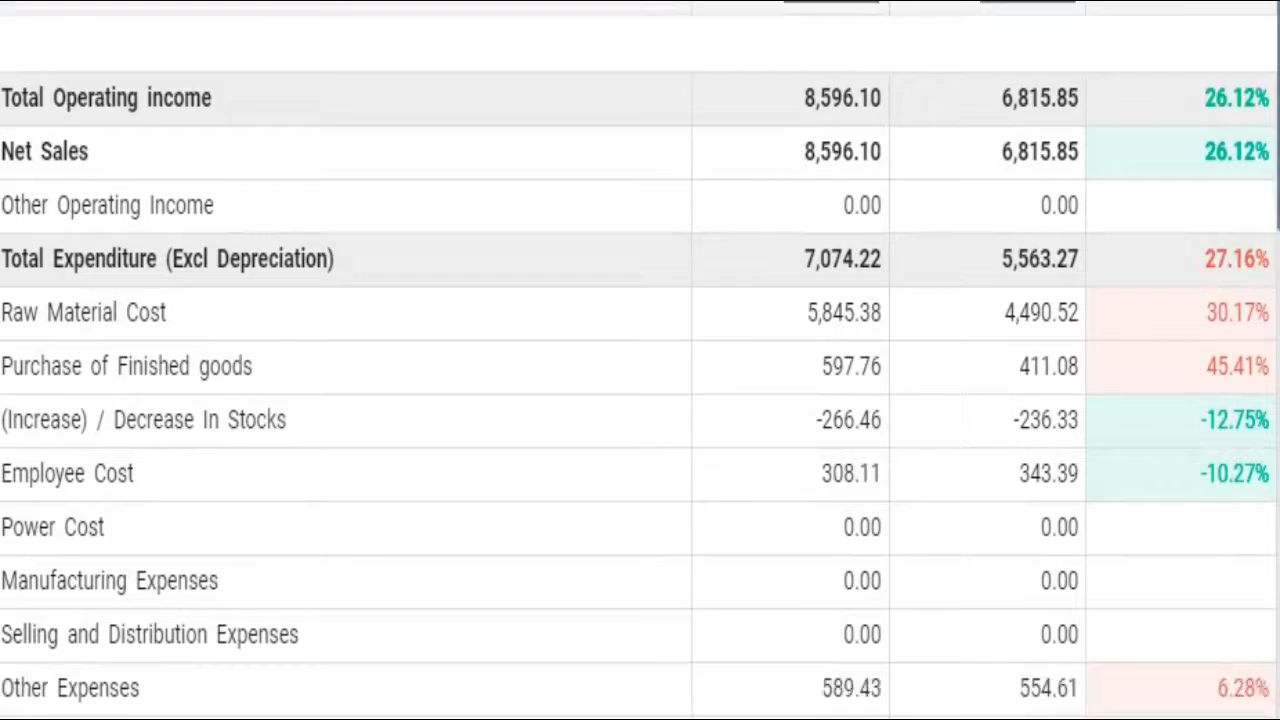 Total Operating income 8,596.10 6,815.85 26.12%
Net Sales 8,596.10 6,815.85 26.12%
Other Operating Income 0.00 0.00
Total Expenditure (Excl Depreciation) 7,074.22 5,563.27 27.16%
Raw Material Cost 5,845.38 4,490.52 30.17%
Purchase of Finished goods 597.76 411.08 45.41%
(Increase) / Decrease In Stocks -266.46 -236.33 -12.75%
Employee Cost 308.11 343.39 -10.27%
Power Cost 0.00 0.00
Manufacturing Expenses 0.00 0.00
Selling and Distribution Expenses 0.00 0.00
Other Expenses 589.43 554.61 6.28%